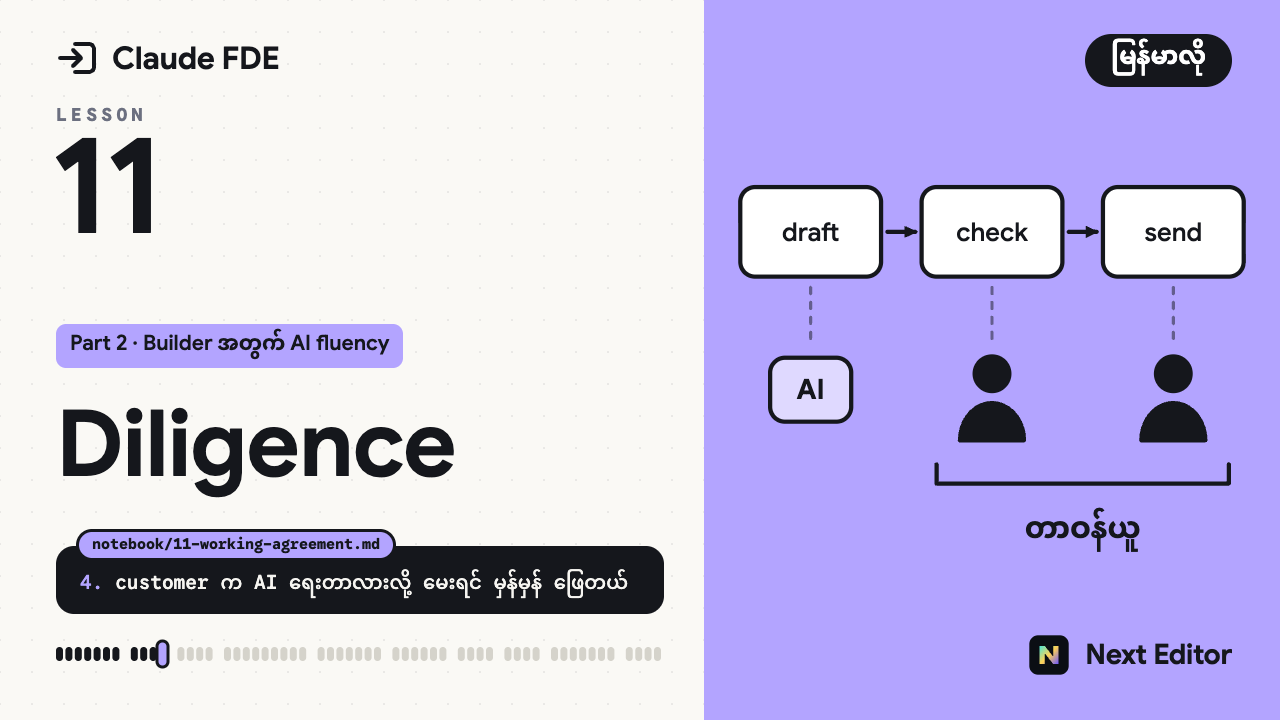 Claude FDE
LESSON
11
Part 2 · Builder အတွက် AI fluency
Diligence
notebook/11-working-agreement.md
4. customer က AI ရေးတာလားလို့ မေးရင် မှန်မှန် ဖြေတယ်
မြန်မာလို
draft
check
send
AI
တာဝန်ယူ
N
Next Editor